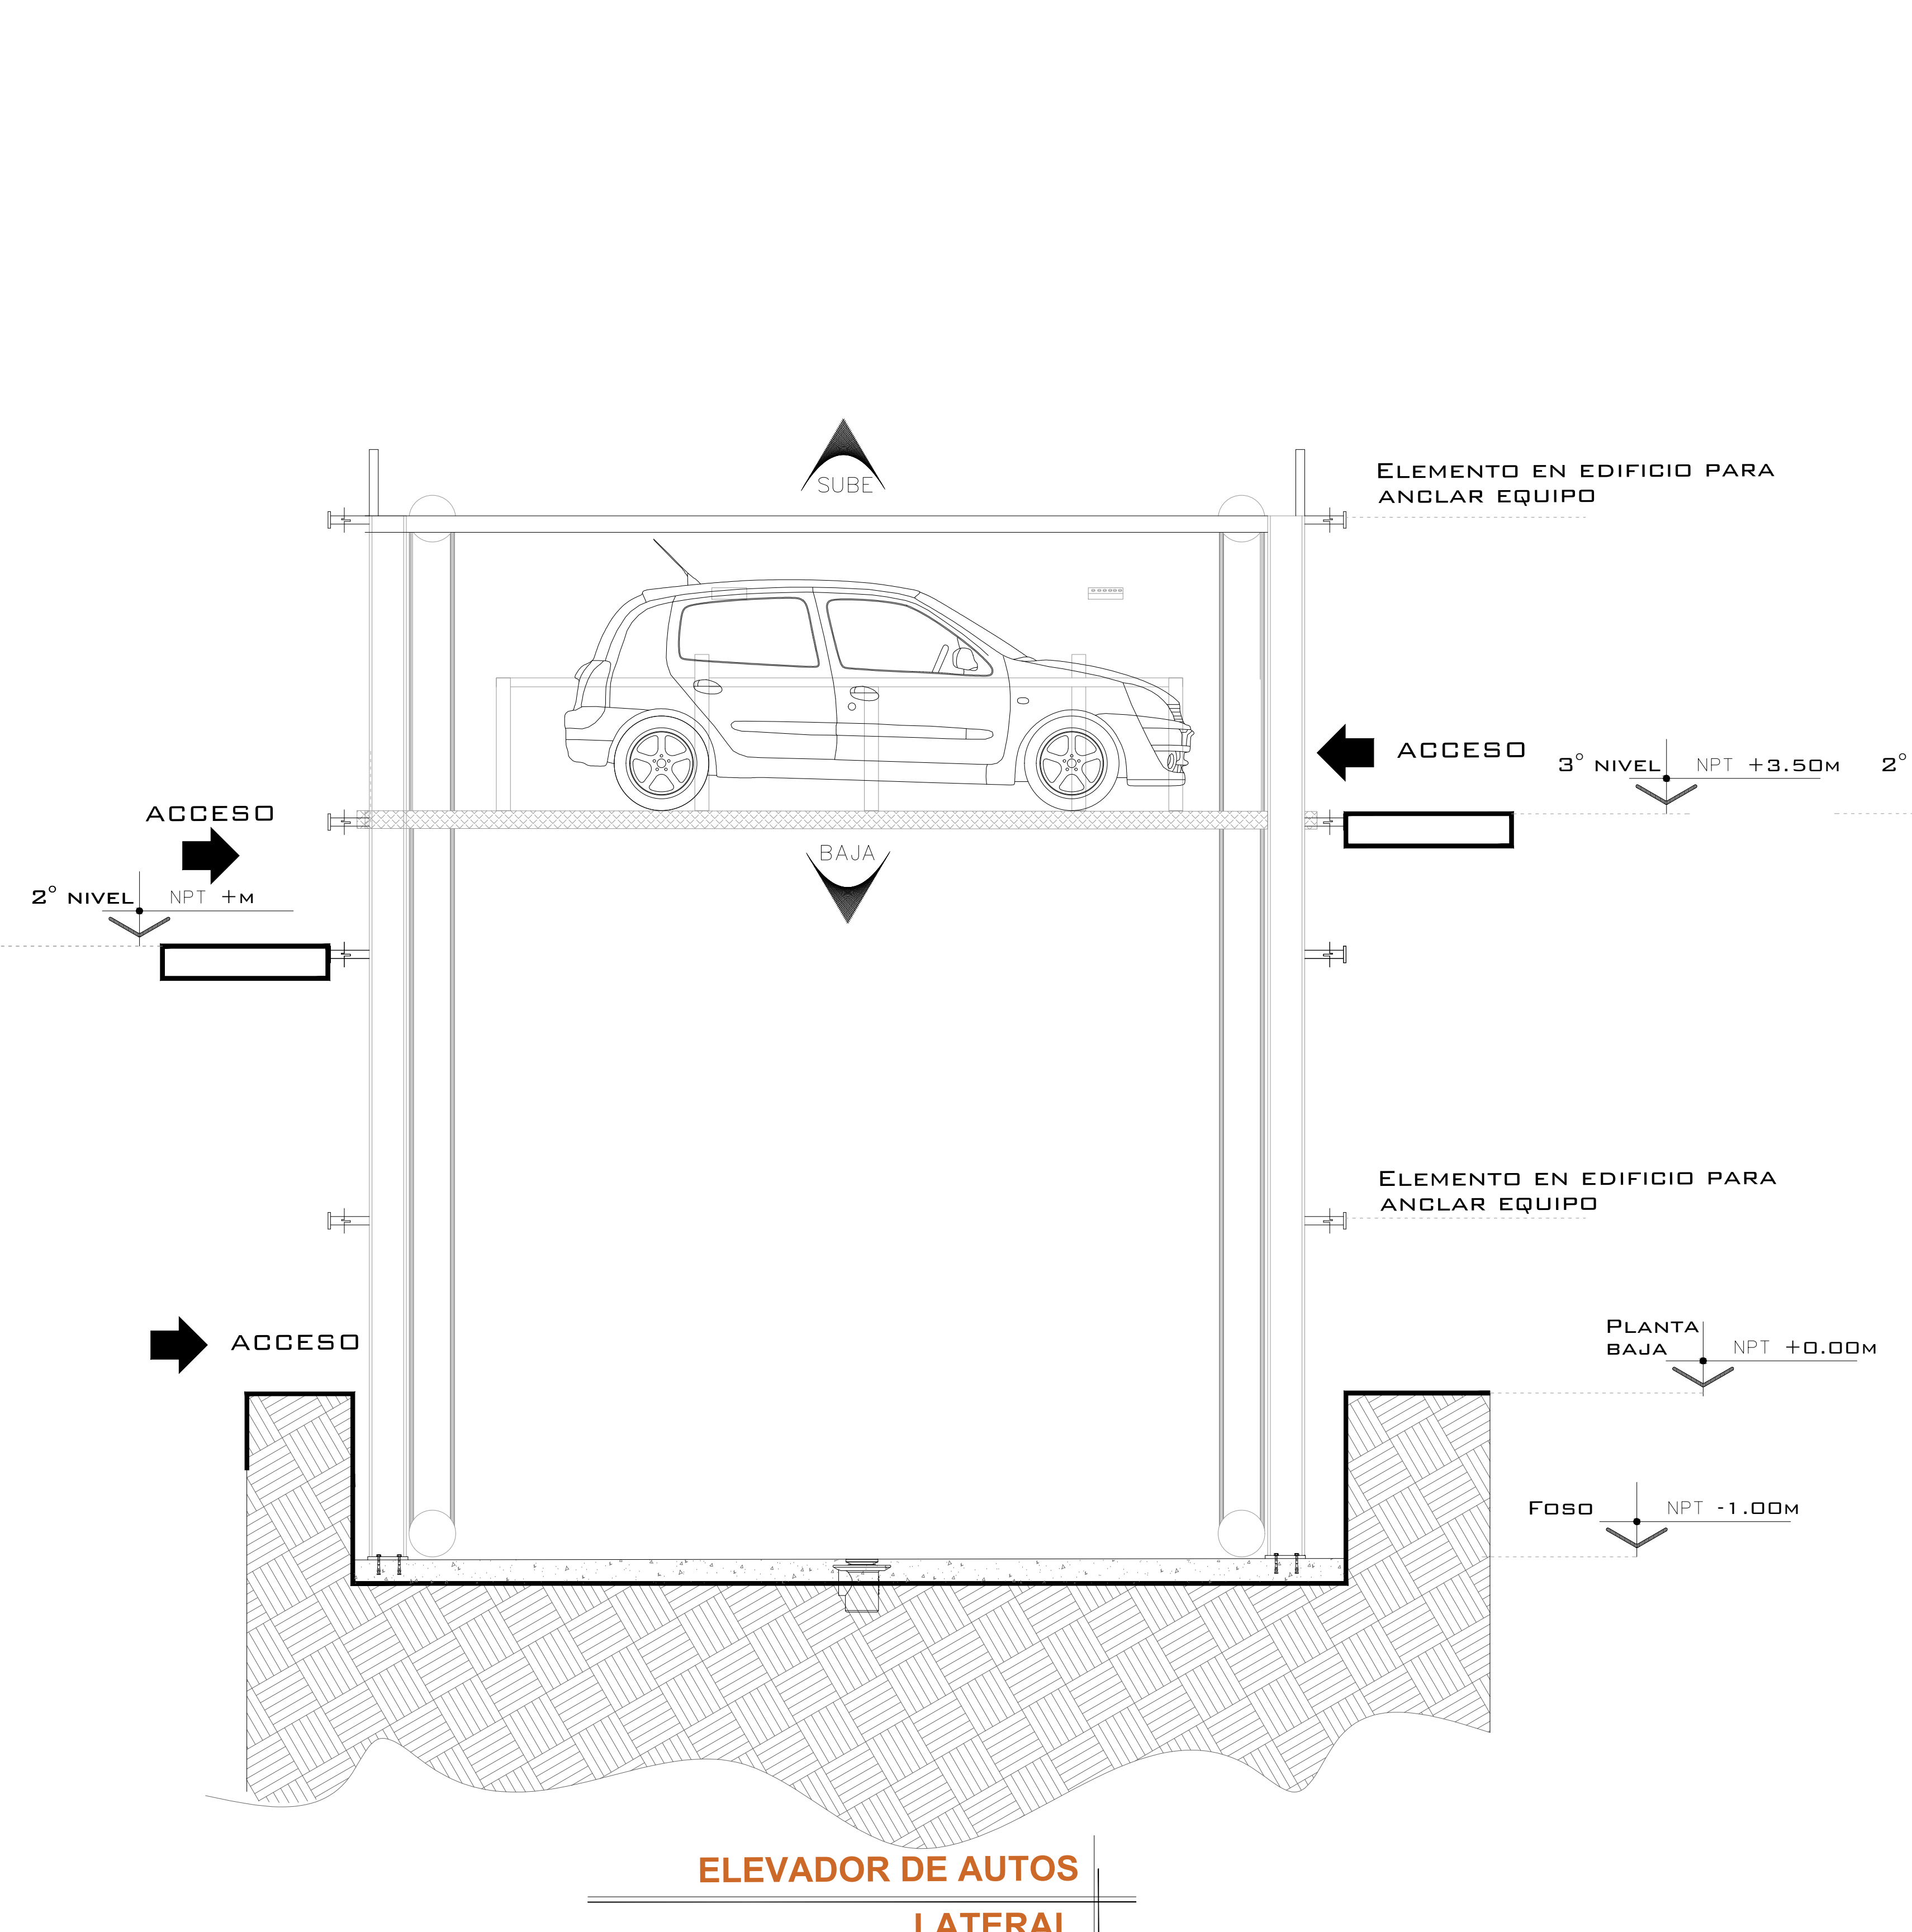 SUBE
ELEMENTO EN EDIFICIO PARA
ANCLAR EQUIPO
ACCESO
3° NIVEL NPT +3.50M
2°
ACCESO
BAJA
2° NIVEL NPT +M
ELEMENTO EN EDIFICIO PARA
ANCLAR EQUIPO
ACCESO
PLANTA
BAJA NPT +0.00M
FOSO NPT -1.00M
ELEVADOR DE AUTOS
LATERAL